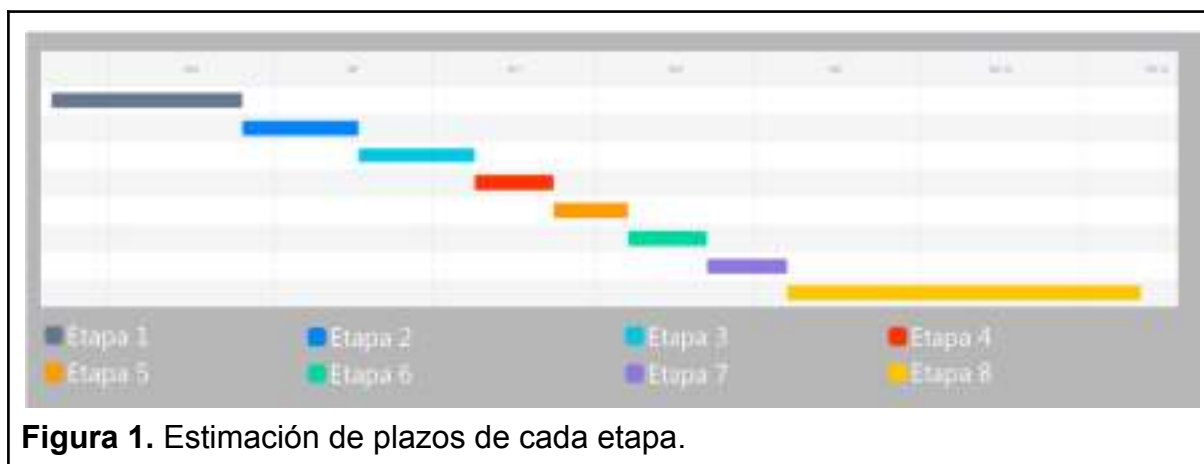 Etapa 1 Etapa 2 Etapa 3 Etapa 4
Etapa 5 Etapa 6 Etapa 7 Etapa 8
Figura 1. Estimación de plazos de cada etapa.